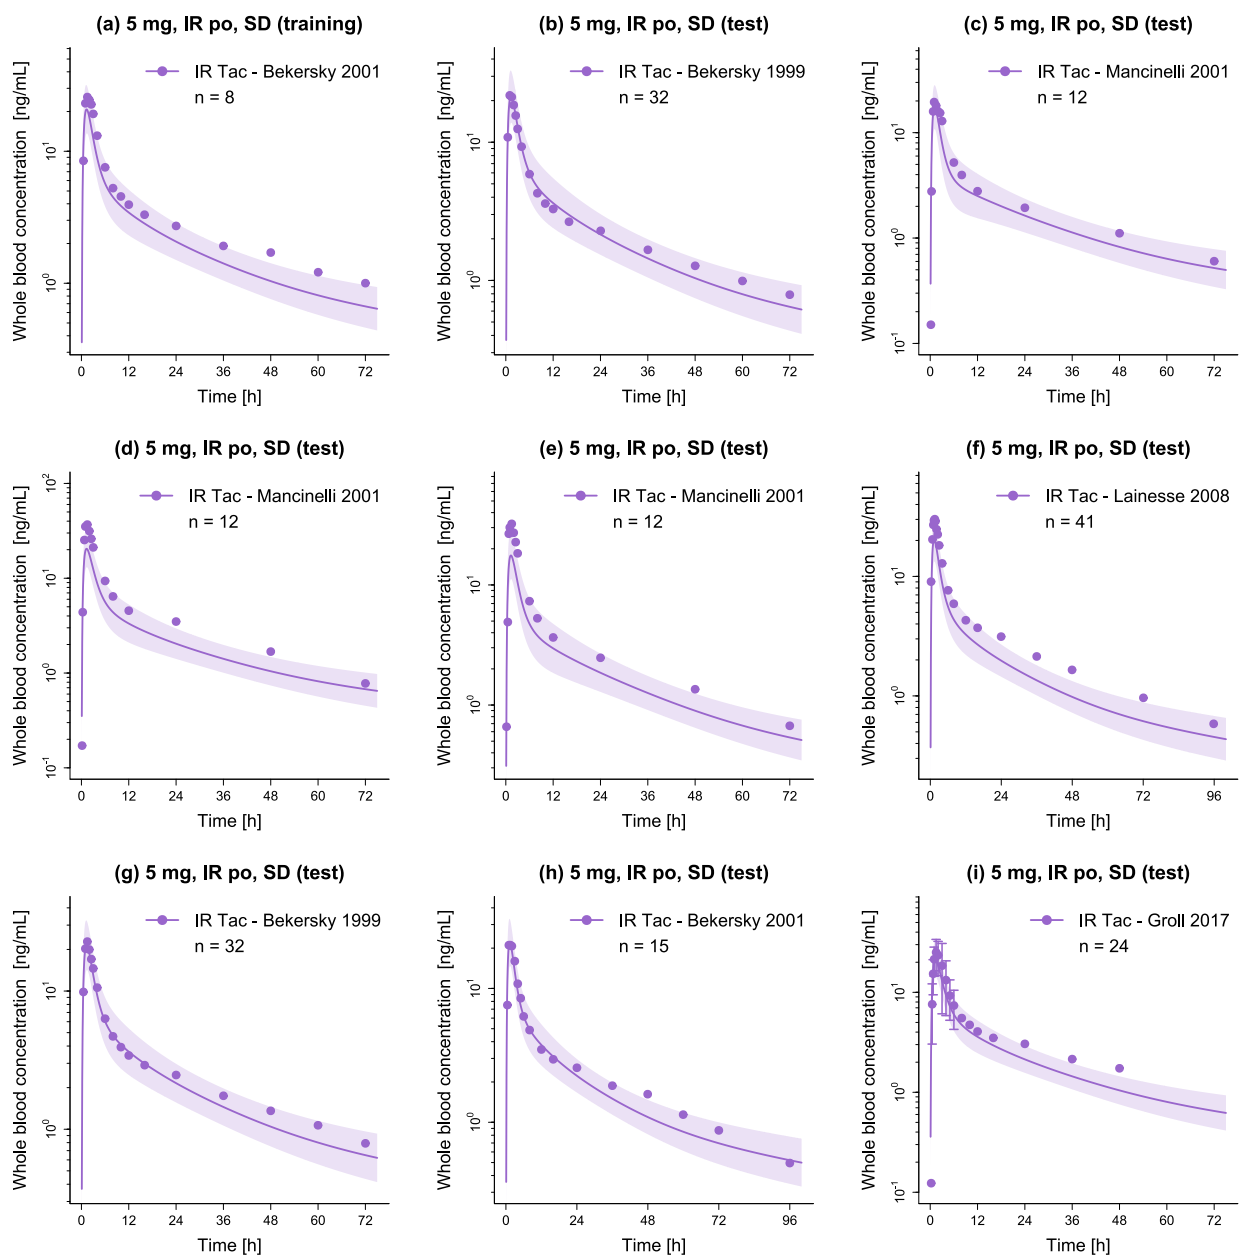 (a) 5 mg, IR po, SD (training)
Whole blood concentration [ng/mL]
10¹
10⁰
IR Tac - Bekersky 2001
n = 8
0 12 24 36 48 60 72
Time [h]
(b) 5 mg, IR po, SD (test)
Whole blood concentration [ng/mL]
10¹
10⁰
IR Tac - Bekersky 1999
n = 32
0 12 24 36 48 60 72
Time [h]
(c) 5 mg, IR po, SD (test)
Whole blood concentration [ng/mL]
10¹
10⁰
10⁻¹
IR Tac - Mancinelli 2001
n = 12
0 12 24 36 48 60 72
Time [h]
(d) 5 mg, IR po, SD (test)
Whole blood concentration [ng/mL]
10²
10¹
10⁰
10⁻¹
IR Tac - Mancinelli 2001
n = 12
0 12 24 36 48 60 72
Time [h]
(e) 5 mg, IR po, SD (test)
Whole blood concentration [ng/mL]
10¹
10⁰
IR Tac - Mancinelli 2001
n = 12
0 12 24 36 48 60 72
Time [h]
(f) 5 mg, IR po, SD (test)
Whole blood concentration [ng/mL]
10¹
10⁰
IR Tac - Lainesse 2008
n = 41
0 24 48 72 96
Time [h]
(g) 5 mg, IR po, SD (test)
Whole blood concentration [ng/mL]
10¹
10⁰
IR Tac - Bekersky 1999
n = 32
0 12 24 36 48 60 72
Time [h]
(h) 5 mg, IR po, SD (test)
Whole blood concentration [ng/mL]
10¹
10⁰
IR Tac - Bekersky 2001
n = 15
0 24 48 72 96
Time [h]
(i) 5 mg, IR po, SD (test)
Whole blood concentration [ng/mL]
10¹
10⁰
10⁻¹
IR Tac - Groll 2017
n = 24
0 12 24 36 48 60 72
Time [h]